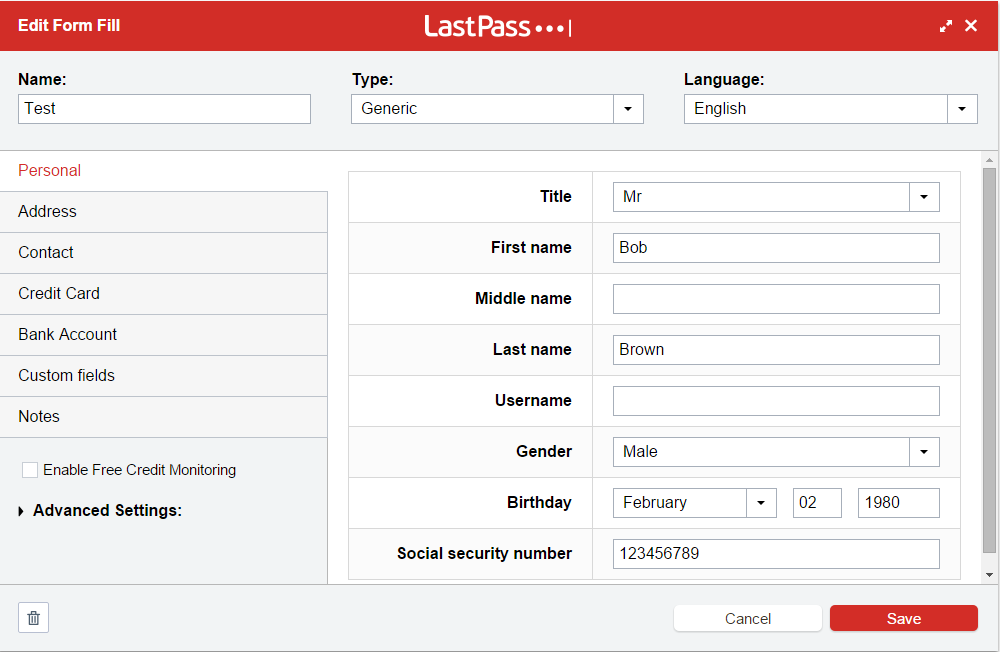 Edit Form Fill LastPass •••|
Name: Type: Language:
Test Generic English
Personal
Address
Contact
Credit Card
Bank Account
Custom fields
Notes
Enable Free Credit Monitoring
Advanced Settings:
Title Mr
First name Bob
Middle name
Last name Brown
Username
Gender Male
Birthday February 02 1980
Social security number 123456789
Cancel Save